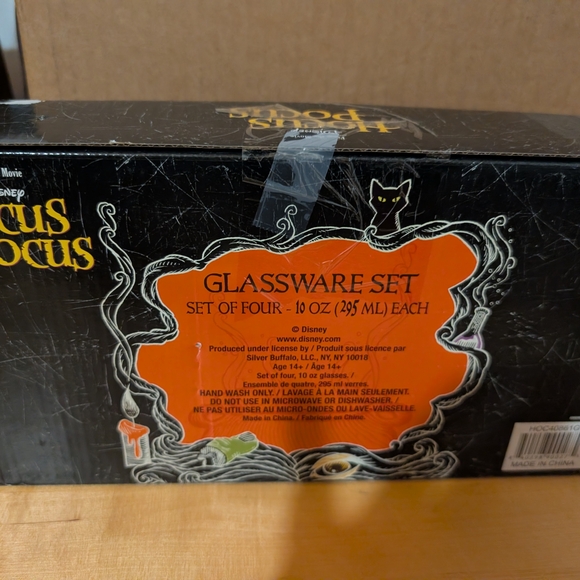 HOCUS
POCUS
Movie
DISNEY
CUS
OCUS
GLASSWARE SET
SET OF FOUR - 10 OZ (295 ML) EACH
© Disney
www.disney.com
Produced under license by / Produit sous licence par
Silver Buffalo, LLC., NY, NY 10018
Age 14+ / Âge 14+
Set of four, 10 oz glasses. /
Ensemble de quatre, 295 ml verres.
HAND WASH ONLY. / LAVAGE À LA MAIN SEULEMENT.
DO NOT USE IN MICROWAVE OR DISHWASHER. /
NE PAS UTILISER AU MICRO-ONDES OU LAVE-VAISSELLE.
Made in China. / Fabriqué en Chine.
MADE IN CHINA